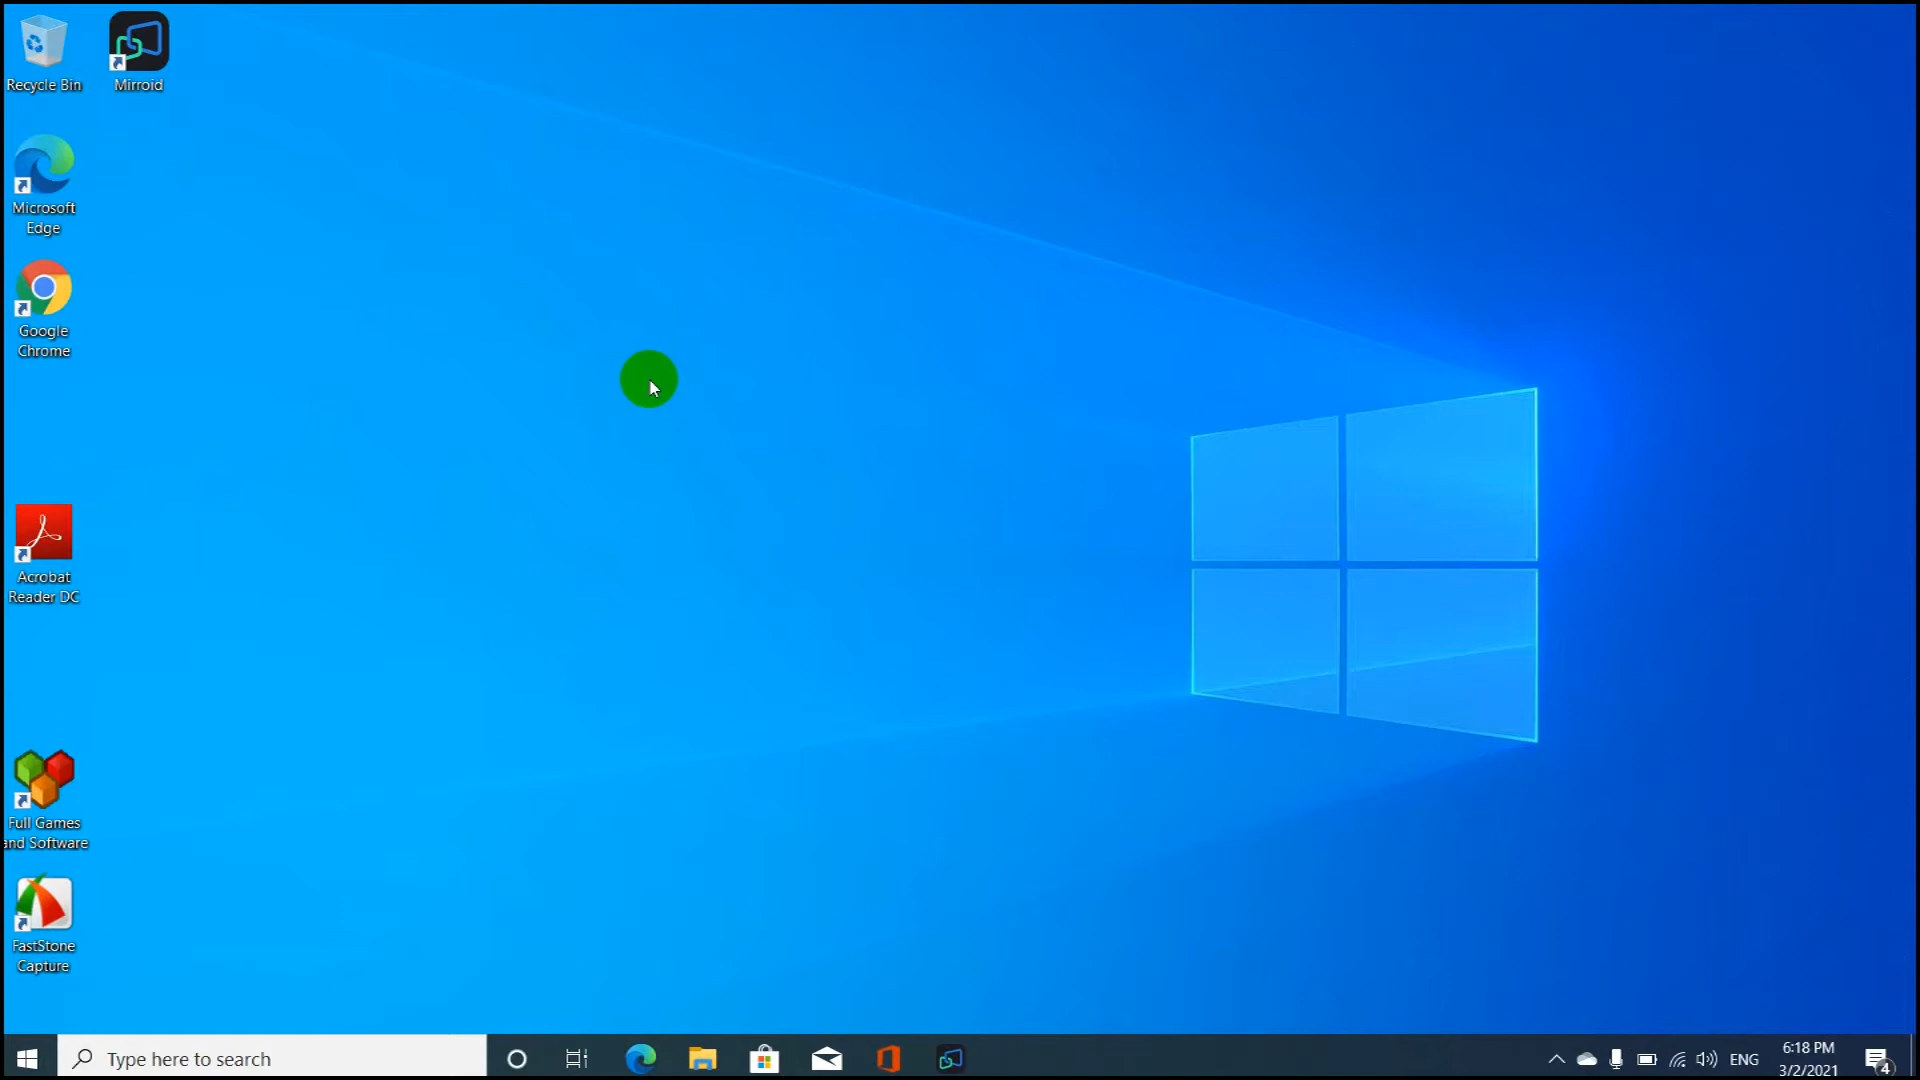 Recycle Bin
Mirroid
Microsoft
Edge
Google
Chrome
Acrobat
Reader DC
Full Games
and Software
FastStone
Capture
Type here to search
ENG
6:18 PM
3/2/2021
4